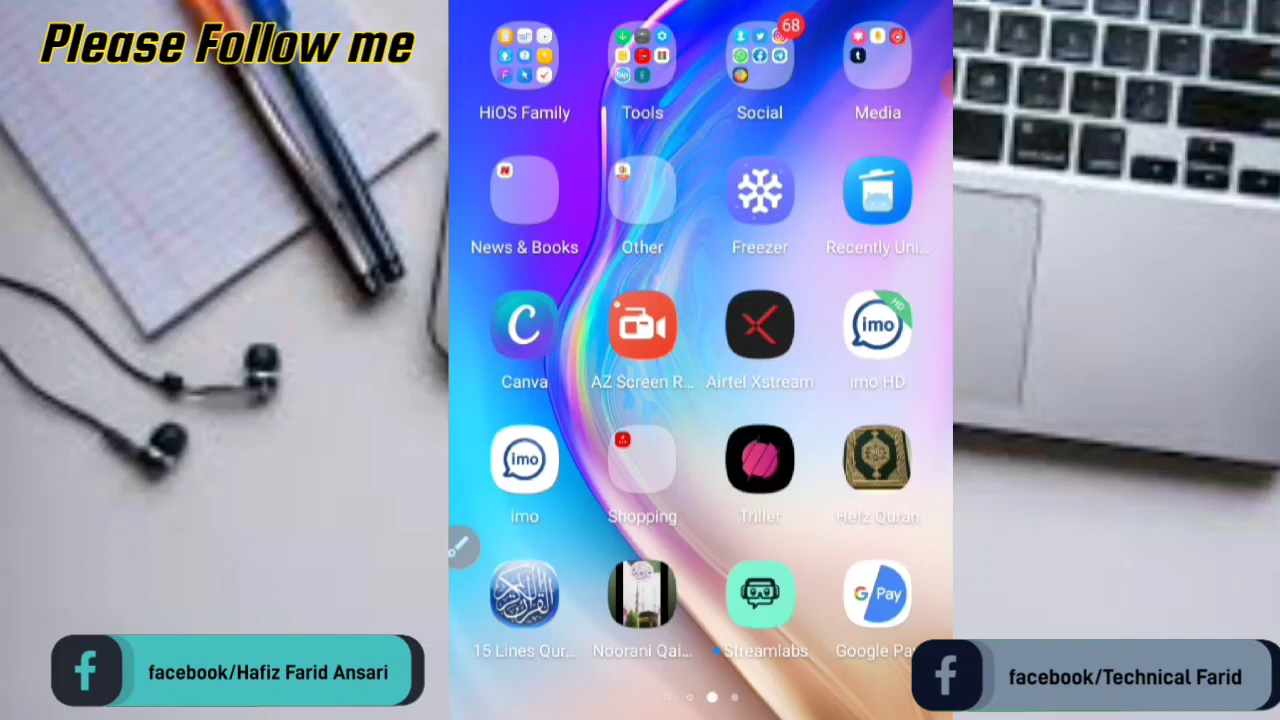 Please Follow me
68
HiOS Family
Tools
Social
Media
News & Books
Other
Freezer
Recently Uni...
Canva
AZ Screen R...
Airtel Xstream
imo HD
HD
imo
imo
imo
Shopping
Triller
Hefz Quran
15 Lines Qur...
Noorani Qai...
Streamlabs
G Pay
Google Pa
facebook/Hafiz Farid Ansari
facebook/Technical Farid